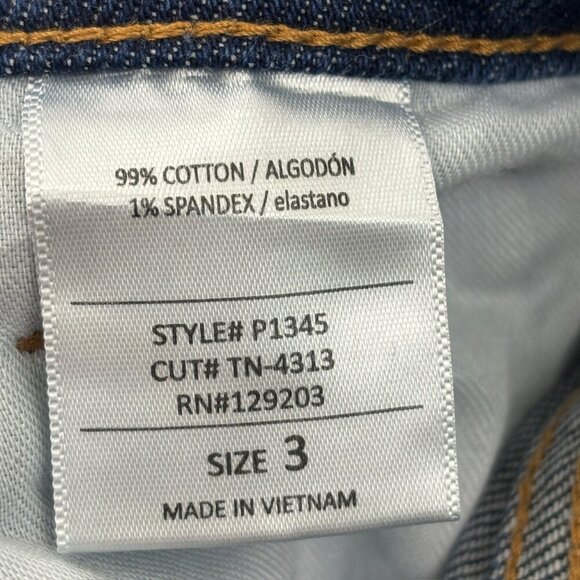 99% COTTON / ALGODÓN
1% SPANDEX / elastano
STYLE# P1345
CUT# TN-4313
RN#129203
SIZE 3
MADE IN VIETNAM